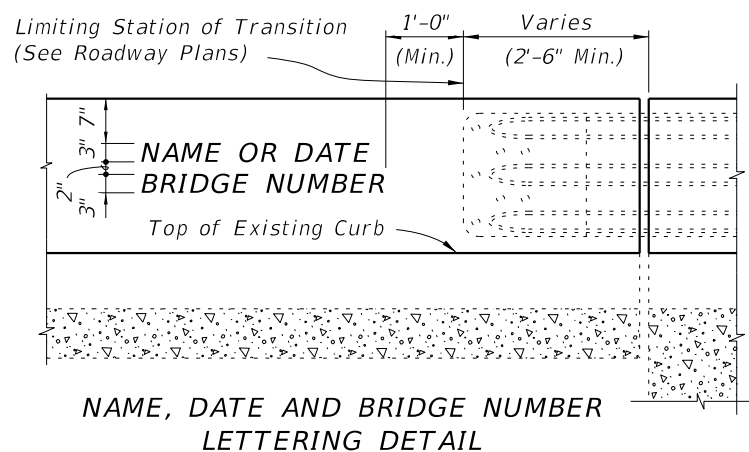 Limiting Station of Transition
(See Roadway Plans)
1'-0"
(Min.)
Varies
(2'-6" Min.)
7"
3"
2"
3"
NAME OR DATE
BRIDGE NUMBER
Top of Existing Curb
NAME, DATE AND BRIDGE NUMBER
LETTERING DETAIL